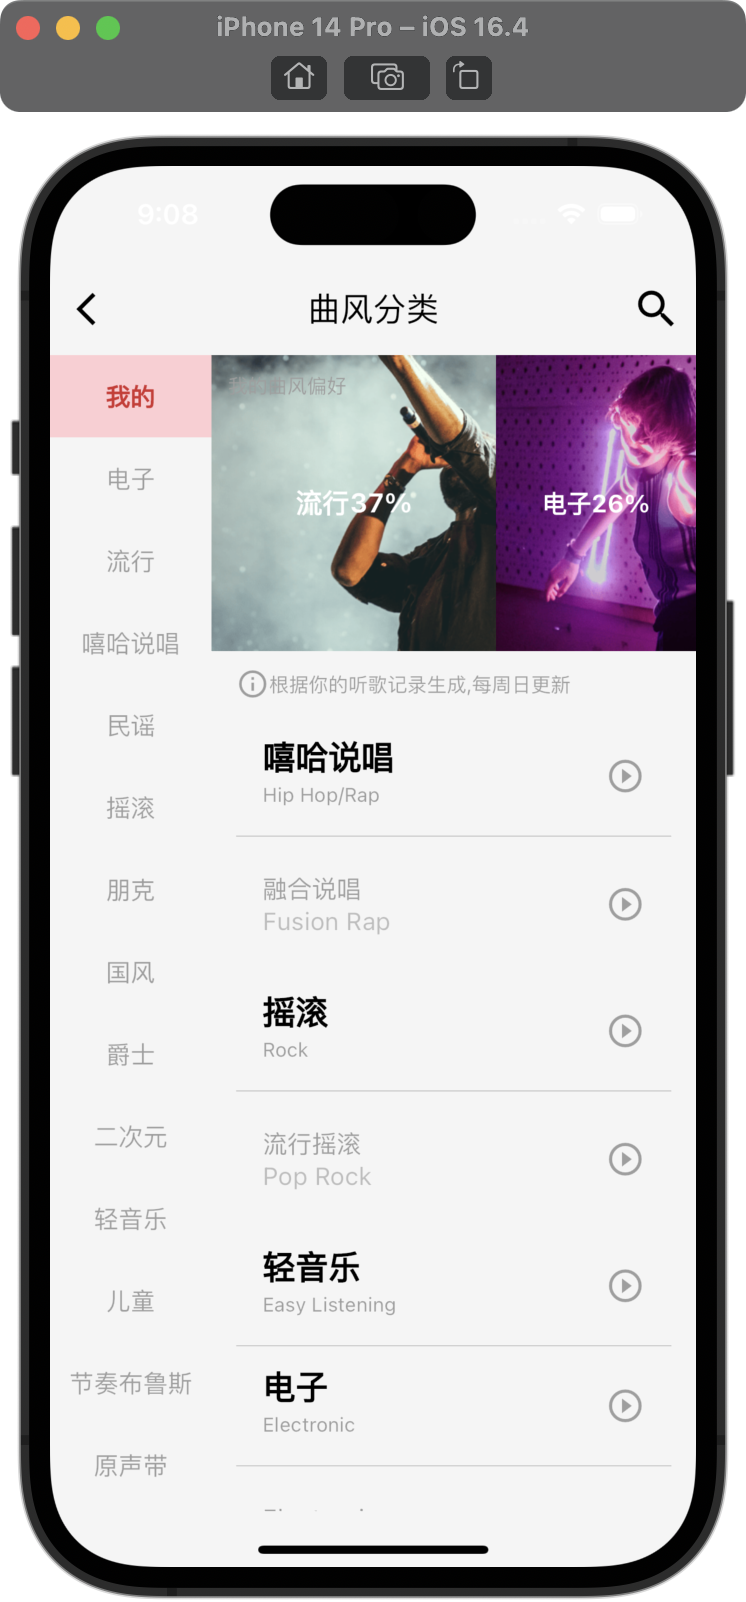 iPhone 14 Pro – iOS 16.4
9:08
曲风分类
我的
电子
流行
嘻哈说唱
民谣
摇滚
朋克
国风
爵士
二次元
轻音乐
儿童
节奏布鲁斯
原声带
我的曲风偏好
流行37%
电子26%
根据你的听歌记录生成,每周日更新
嘻哈说唱
Hip Hop/Rap
融合说唱
Fusion Rap
摇滚
Rock
流行摇滚
Pop Rock
轻音乐
Easy Listening
电子
Electronic